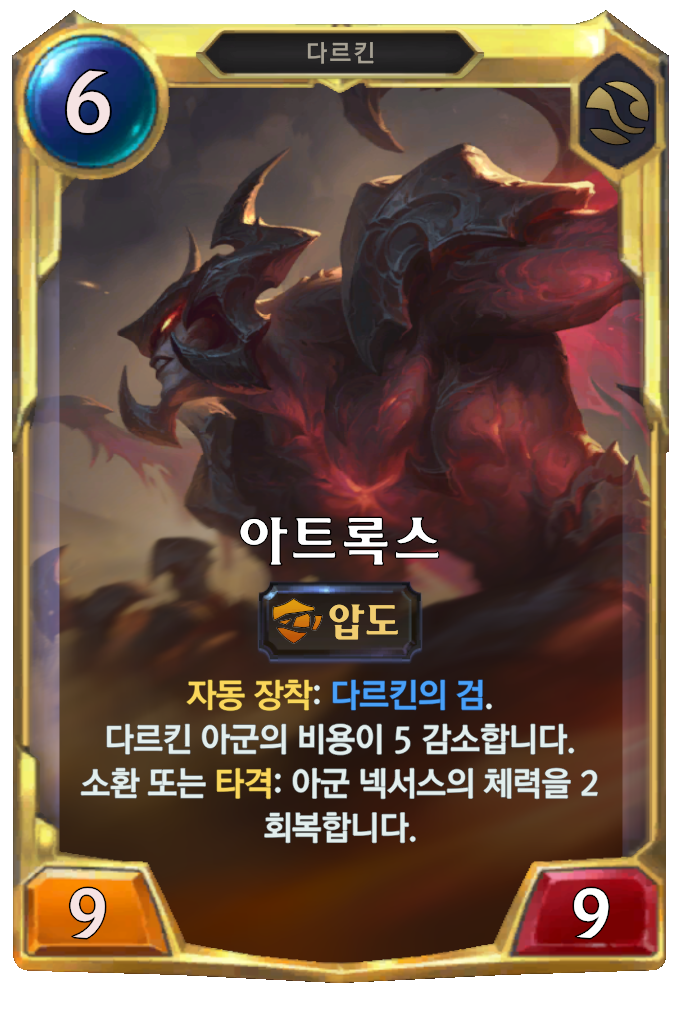 다르킨
6
아트록스
압도
자동 장착: 다르킨의 검.
다르킨 아군의 비용이 5 감소합니다.
소환 또는 타격: 아군 넥서스의 체력을 2
회복합니다.
9
9